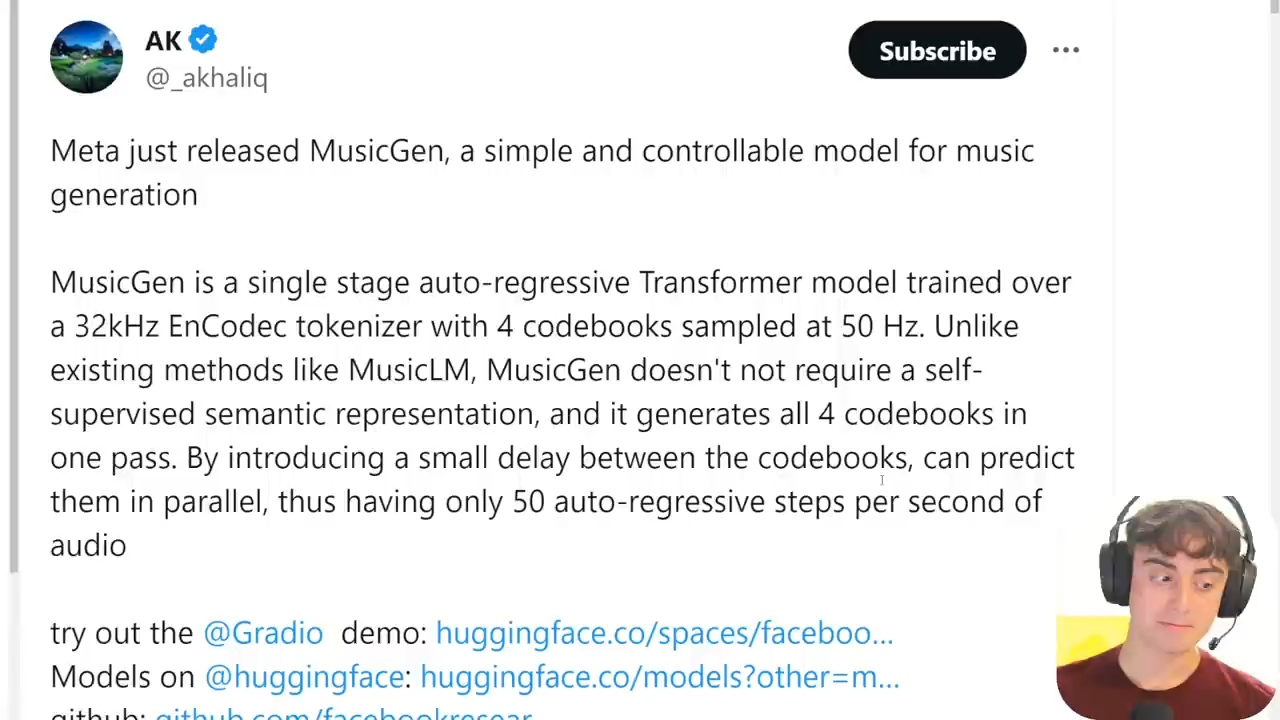 AK
@_akhaliq
Subscribe
Meta just released MusicGen, a simple and controllable model for music
generation
MusicGen is a single stage auto-regressive Transformer model trained over
a 32kHz EnCodec tokenizer with 4 codebooks sampled at 50 Hz. Unlike
existing methods like MusicLM, MusicGen doesn't not require a self-
supervised semantic representation, and it generates all 4 codebooks in
one pass. By introducing a small delay between the codebooks, can predict
them in parallel, thus having only 50 auto-regressive steps per second of
audio
try out the @Gradio demo: huggingface.co/spaces/faceboo...
Models on @huggingface: huggingface.co/models?other=m...
github: github.com/facebookresear